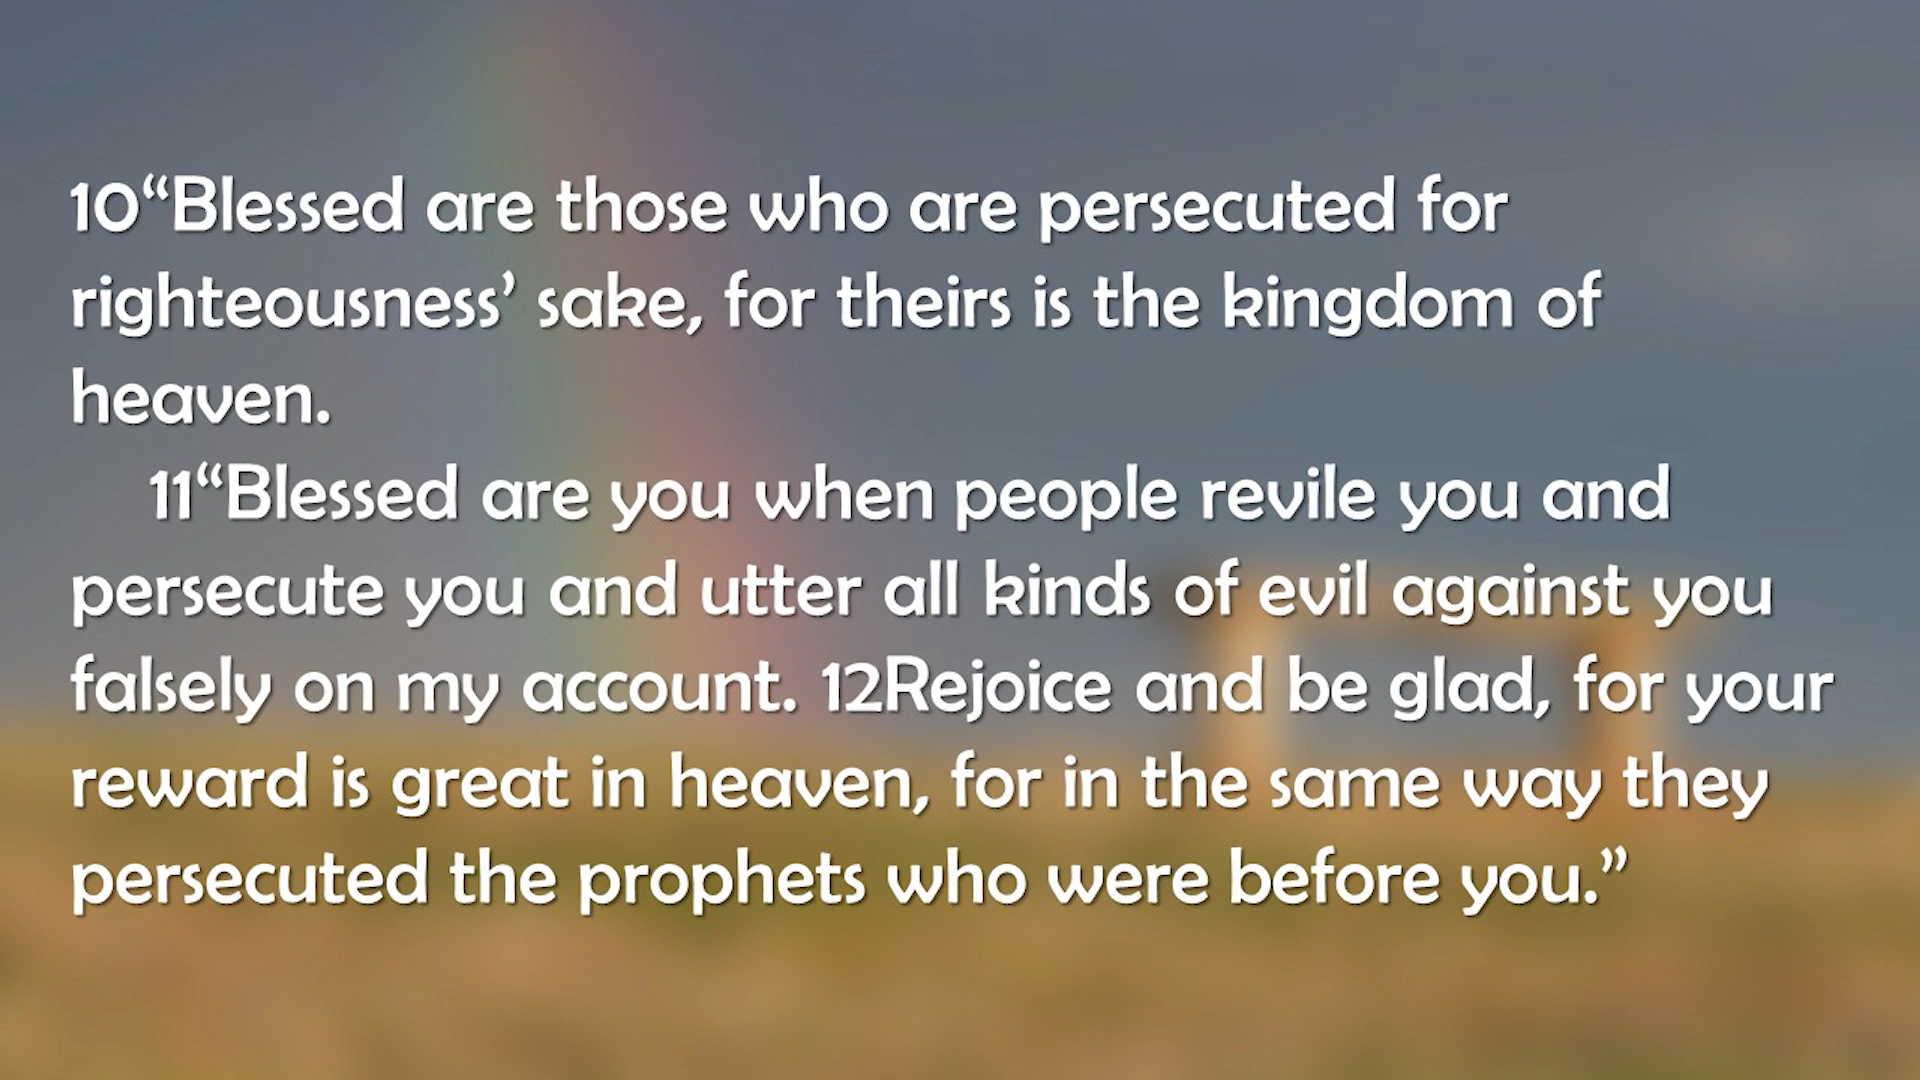 10“Blessed are those who are persecuted for
righteousness’ sake, for theirs is the kingdom of
heaven.
11“Blessed are you when people revile you and
persecute you and utter all kinds of evil against you
falsely on my account. 12Rejoice and be glad, for your
reward is great in heaven, for in the same way they
persecuted the prophets who were before you.”